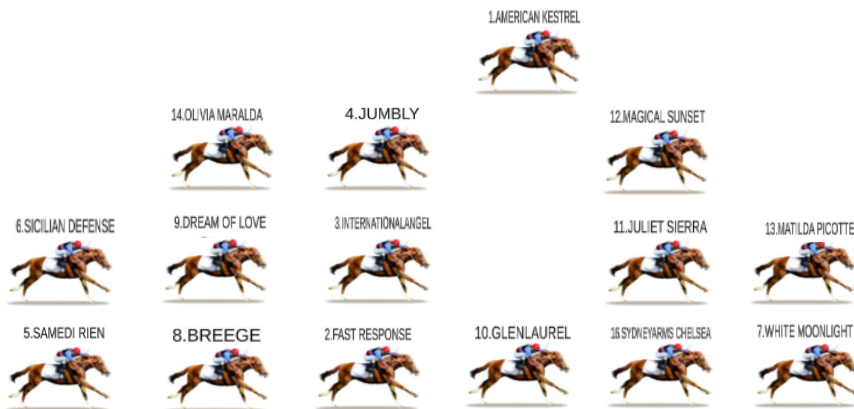 1.AMERICAN KESTREL
14.OLIVIA MARALDA
4.JUMBLY
12.MAGICAL SUNSET
6.SICILIAN DEFENSE
9.DREAM OF LOVE
3.INTERNATIONALANGEL
11.JULIET SIERRA
13.MATILDA PICOTTE
5.SAMEDI RIEN
8.BREEGE
2.FAST RESPONSE
10.GLENLAUREL
16.SYDNEYARMS CHELSEA
7.WHITE MOONLIGHT